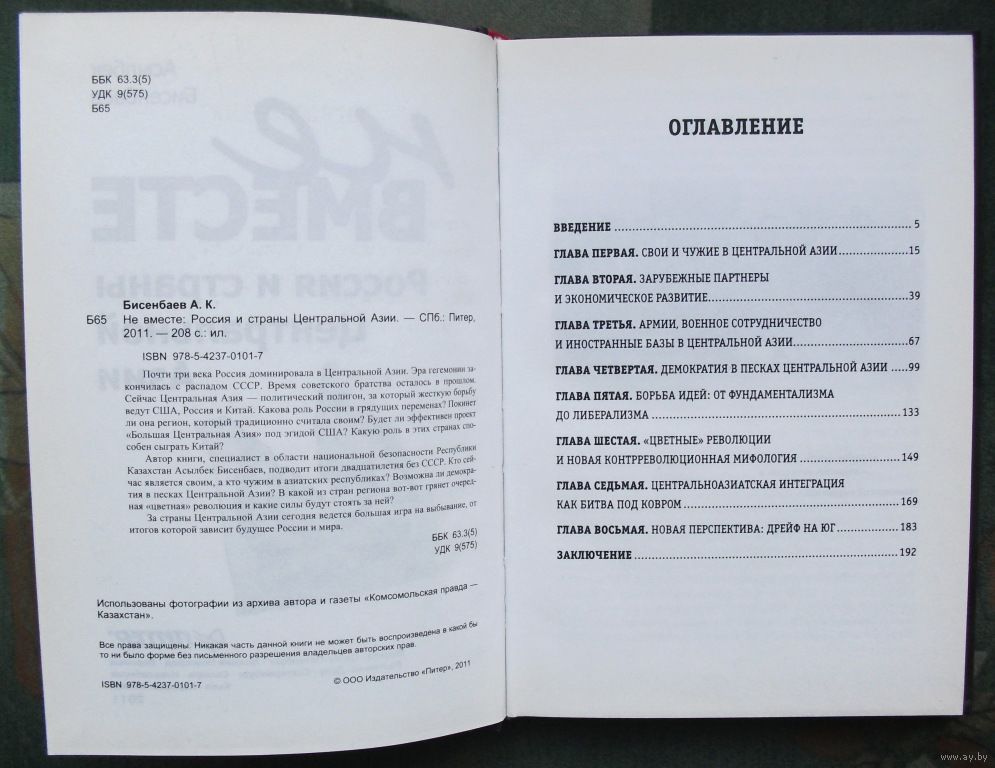 ББК 63.3(5)
УДК 9(575)
Б65
Бисенбаев А. К.
Б65 Не вместе: Россия и страны Центральной Азии. — СПб.: Питер,
2011. — 208 с.: ил.
ISBN 978-5-4237-0101-7
Почти три века Россия доминировала в Центральной Азии. Эра гегемонии за-
кончилась с распадом СССР. Время советского братства осталось в прошлом.
Сейчас Центральная Азия — политический полигон, за который жесткую борьбу
ведут США, Россия и Китай. Какова роль России в грядущих переменах? Покинет
ли она регион, который традиционно считала своим? Будет ли эффективен проект
«Большая Центральная Азия» под эгидой США? Какую роль в этих странах спо-
собен сыграть Китай?
Автор книги, специалист в области национальной безопасности Республики
Казахстан Асылбек Бисенбаев, подводит итоги двадцатилетия без СССР. Кто сей-
час является своим, а кто чужим в азиатских республиках? Возможна ли демокра-
тия в песках Центральной Азии? В какой из стран региона вот-вот грянет очеред-
ная «цветная» революция и какие силы будут стоять за ней?
За страны Центральной Азии сегодня ведется большая игра на выбывание, от
итогов которой зависит будущее России и мира.
ББК 63.3(5)
УДК 9(575)
Использованы фотографии из архива автора и газеты «Комсомольская правда —
Казахстан».
Все права защищены. Никакая часть данной книги не может быть воспроизведена в какой бы
то ни было форме без письменного разрешения владельцев авторских прав.
ISBN 978-5-4237-0101-7
© ООО Издательство «Питер», 2011
ОГЛАВЛЕНИЕ
ВВЕДЕНИЕ ..... 5
ГЛАВА ПЕРВАЯ. СВОИ И ЧУЖИЕ В ЦЕНТРАЛЬНОЙ АЗИИ ..... 15
ГЛАВА ВТОРАЯ. ЗАРУБЕЖНЫЕ ПАРТНЕРЫ
И ЭКОНОМИЧЕСКОЕ РАЗВИТИЕ ..... 39
ГЛАВА ТРЕТЬЯ. АРМИИ, ВОЕННОЕ СОТРУДНИЧЕСТВО
И ИНОСТРАННЫЕ БАЗЫ В ЦЕНТРАЛЬНОЙ АЗИИ ..... 67
ГЛАВА ЧЕТВЕРТАЯ. ДЕМОКРАТИЯ В ПЕСКАХ ЦЕНТРАЛЬНОЙ АЗИИ ..... 99
ГЛАВА ПЯТАЯ. БОРЬБА ИДЕЙ: ОТ ФУНДАМЕНТАЛИЗМА
ДО ЛИБЕРАЛИЗМА ..... 133
ГЛАВА ШЕСТАЯ. «ЦВЕТНЫЕ» РЕВОЛЮЦИИ
И НОВАЯ КОНТРРЕВОЛЮЦИОННАЯ МИФОЛОГИЯ ..... 149
ГЛАВА СЕДЬМАЯ. ЦЕНТРАЛЬНОАЗИАТСКАЯ ИНТЕГРАЦИЯ
КАК БИТВА ПОД КОВРОМ ..... 169
ГЛАВА ВОСЬМАЯ. НОВАЯ ПЕРСПЕКТИВА: ДРЕЙФ НА ЮГ ..... 183
ЗАКЛЮЧЕНИЕ ..... 192
www.ay.by